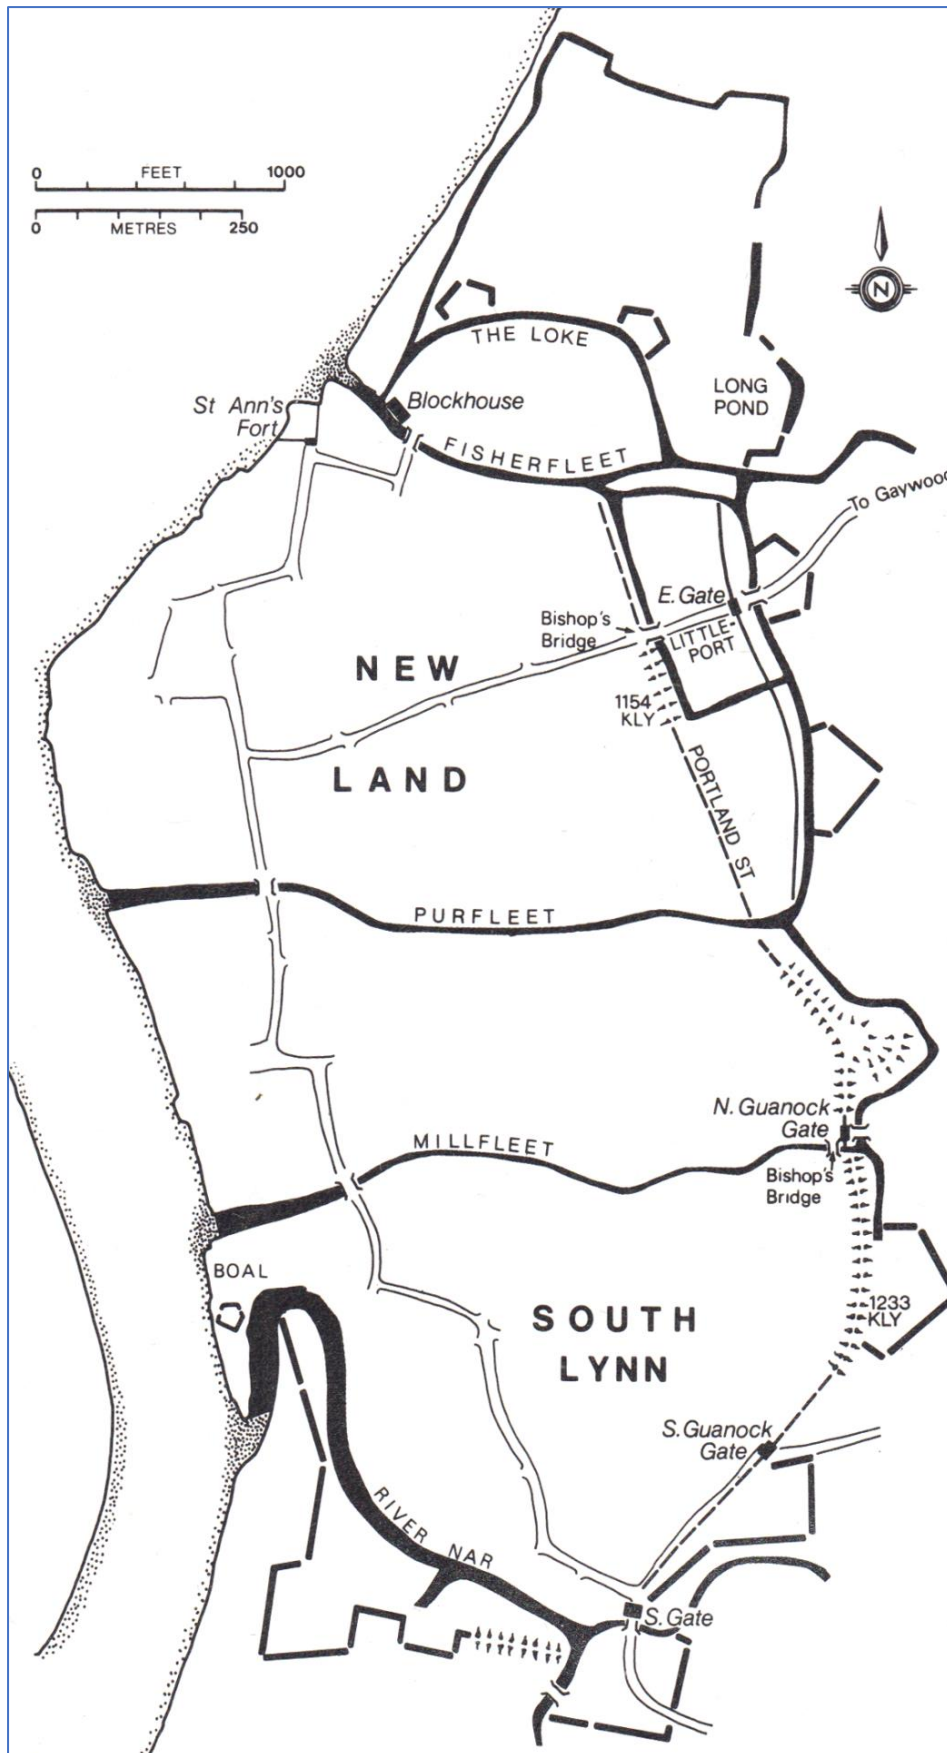 0 FEET 1000
0 METRES 250
N
THE LOKE
LONG
POND
St Ann's
Fort
Blockhouse
FISHERFLEET
To Gaywood
E. Gate
Bishop's
Bridge
LITTLE-
PORT
NEW
1154
KLY
PORTLAND ST
LAND
PURFLEET
N. Guanock
Gate
MILLFLEET
Bishop's
Bridge
BOAL
1233
KLY
SOUTH
LYNN
S. Guanock
Gate
RIVER NAR
S. Gate